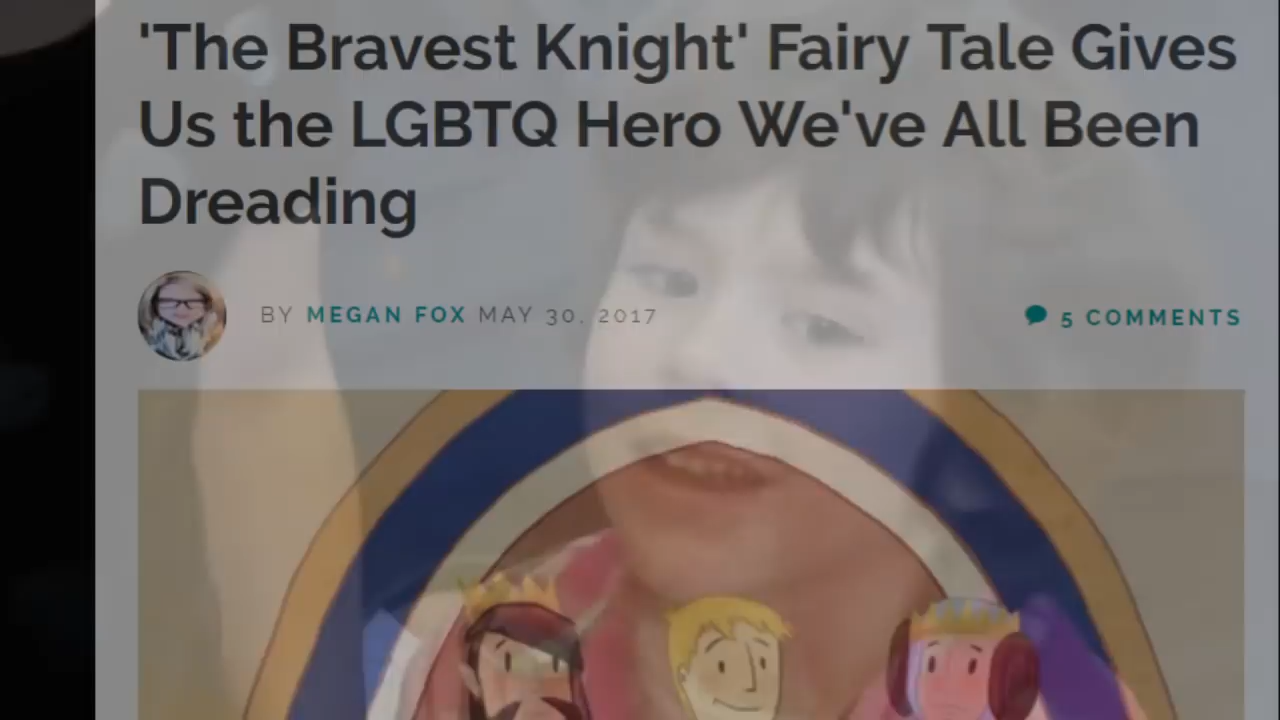 'The Bravest Knight' Fairy Tale Gives
Us the LGBTQ Hero We've All Been
Dreading
BY MEGAN FOX MAY 30, 2017
5 COMMENTS